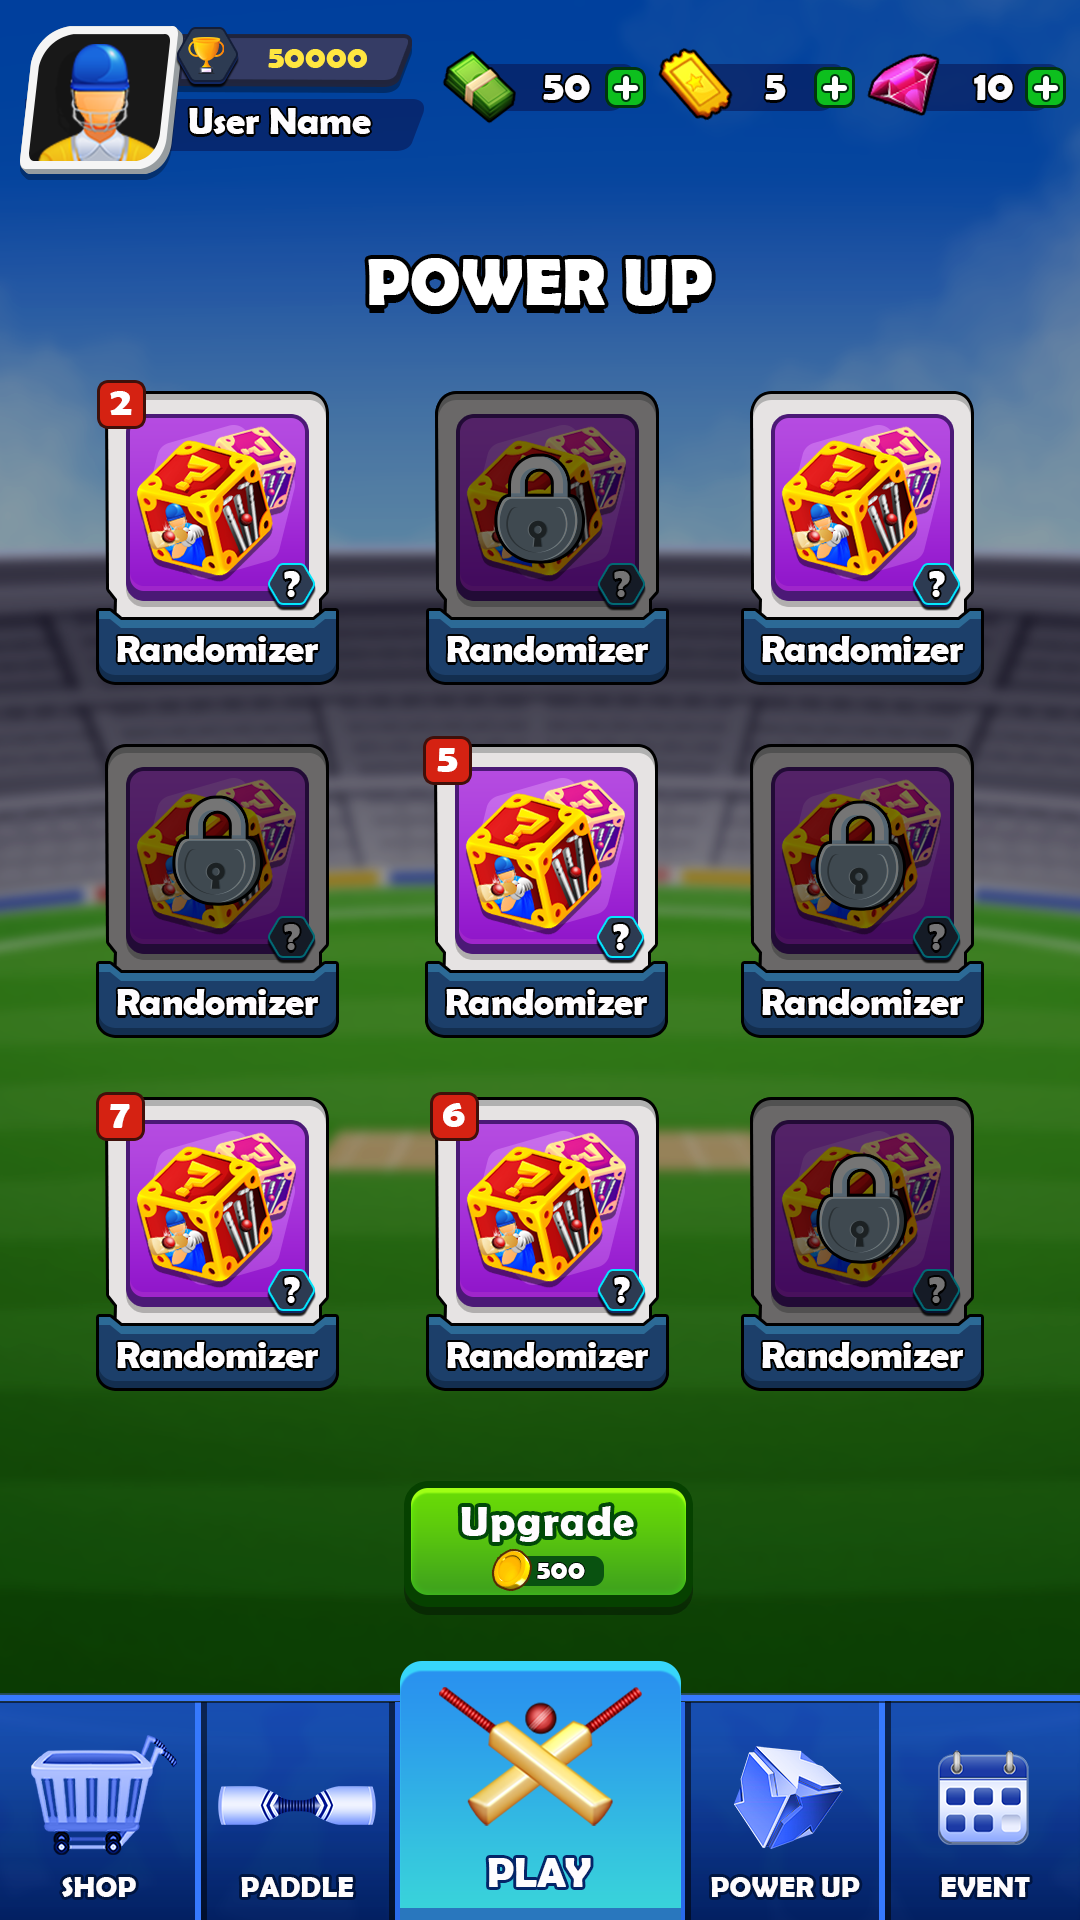 50000
User Name
50
5
10
POWER UP
2
?
Randomizer
?
Randomizer
?
Randomizer
?
Randomizer
5
?
Randomizer
?
Randomizer
7
?
Randomizer
6
?
Randomizer
?
Randomizer
Upgrade
500
SHOP
PADDLE
PLAY
POWER UP
EVENT